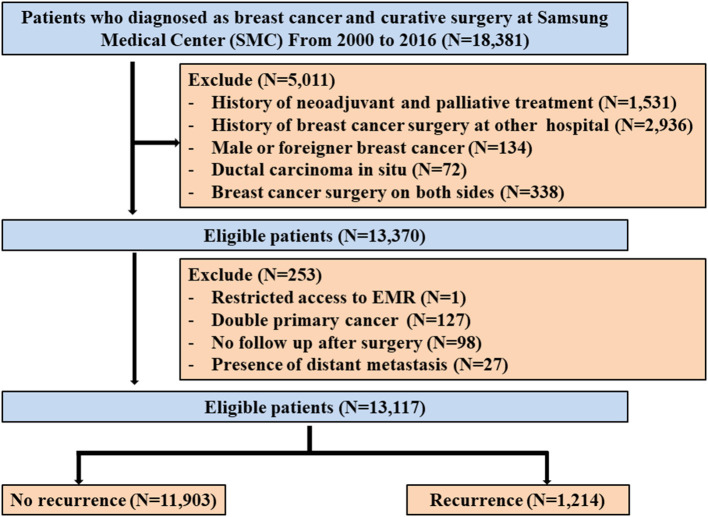 Patients who diagnosed as breast cancer and curative surgery at Samsung
Medical Center (SMC) From 2000 to 2016 (N=18,381)
Exclude (N=5,011)
- History of neoadjuvant and palliative treatment (N=1,531)
- History of breast cancer surgery at other hospital (N=2,936)
- Male or foreigner breast cancer (N=134)
- Ductal carcinoma in situ (N=72)
- Breast cancer surgery on both sides (N=338)
Eligible patients (N=13,370)
Exclude (N=253)
- Restricted access to EMR (N=1)
- Double primary cancer (N=127)
- No follow up after surgery (N=98)
- Presence of distant metastasis (N=27)
Eligible patients (N=13,117)
No recurrence (N=11,903)
Recurrence (N=1,214)